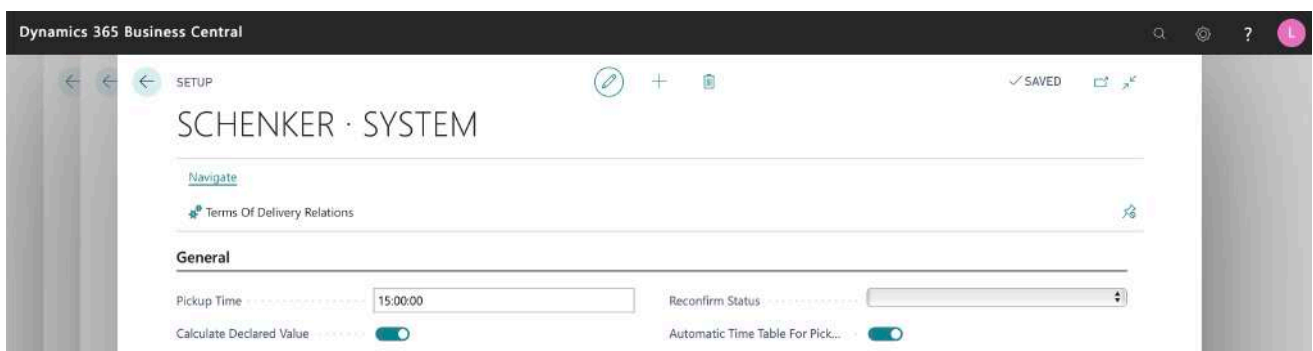 Dynamics 365 Business Central
?
L
SETUP
SAVED
SCHENKER · SYSTEM
Navigate
Terms Of Delivery Relations
General
Pickup Time 15:00:00 Reconfirm Status
Calculate Declared Value Automatic Time Table For Pick...